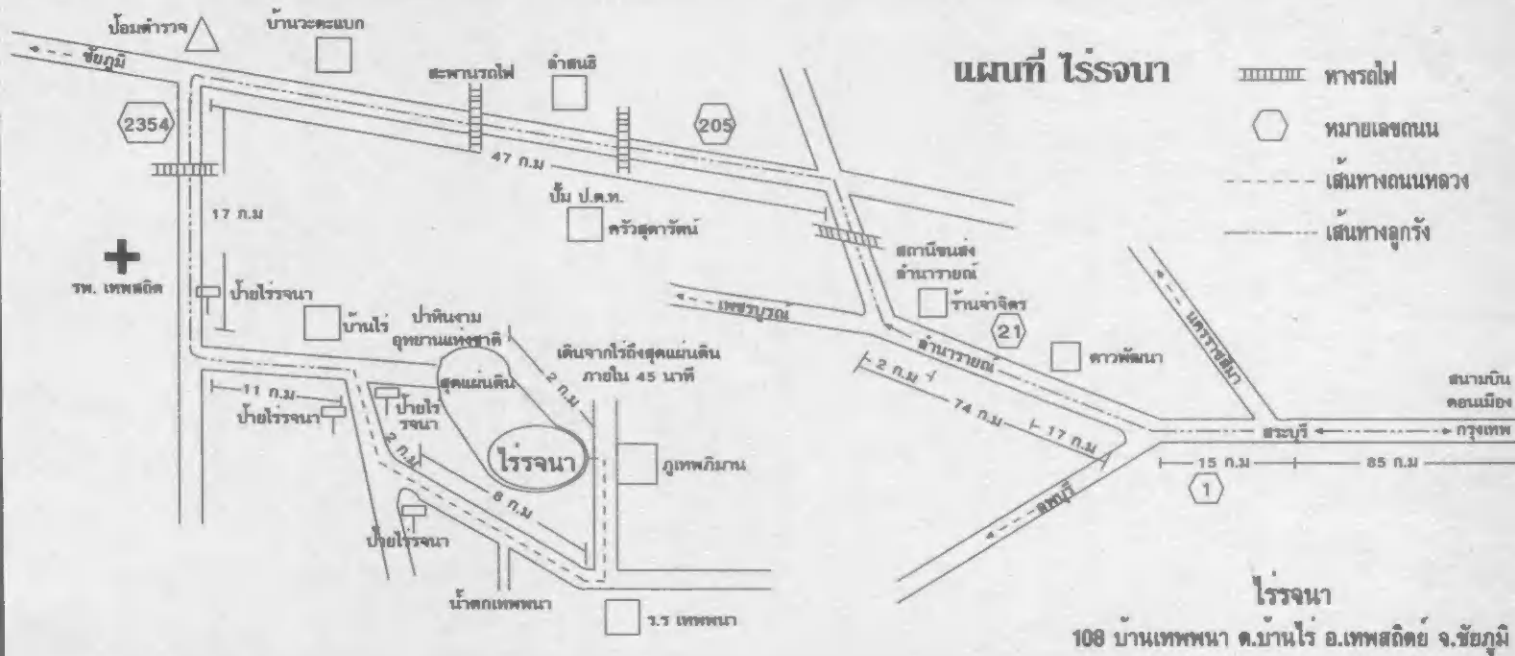 แผนที่ ไร่รจนา
ทางรถไฟ
หมายเลขถนน
เส้นทางถนนหลวง
เส้นทางลูกรัง
ป้อมตำรวจ
บ้านวะตะแบก
ชัยภูมิ
สะพานรถไฟ
ลำสนธิ
2354
205
47 ก.ม
17 ก.ม
ปั๊ม ป.ต.ท.
ครัวสุดารัตน์
รพ. เทพสถิต
ป้ายไร่รจนา
บ้านไร่
ป่าหินงาม
อุทยานแห่งชาติ
สุดแผ่นดิน
2 ก.ม
เดินจากไร่ถึงสุดแผ่นดิน
ภายใน 45 นาที
11 ก.ม
ป้ายไร่รจนา
ป้ายไร่
รจนา
2 ก.ม
ไร่รจนา
8 ก.ม
ภูเทพภิมาน
ป้ายไร่รจนา
น้ำตกเทพพนา
ร.ร เทพพนา
สถานีขนส่ง
ลำนารายณ์
ร้านจ่าจิตร
เพชรบูรณ์
21
ลำนารายณ์
ดาวพัฒนา
นครราชสีมา
2 ก.ม
74 ก.ม
17 ก.ม
สนามบิน
ดอนเมือง
สระบุรี
กรุงเทพ
15 ก.ม
85 ก.ม
1
ลพบุรี
ไร่รจนา
108 บ้านเทพพนา ต.บ้านไร่ อ.เทพสถิตย์ จ.ชัยภูมิ